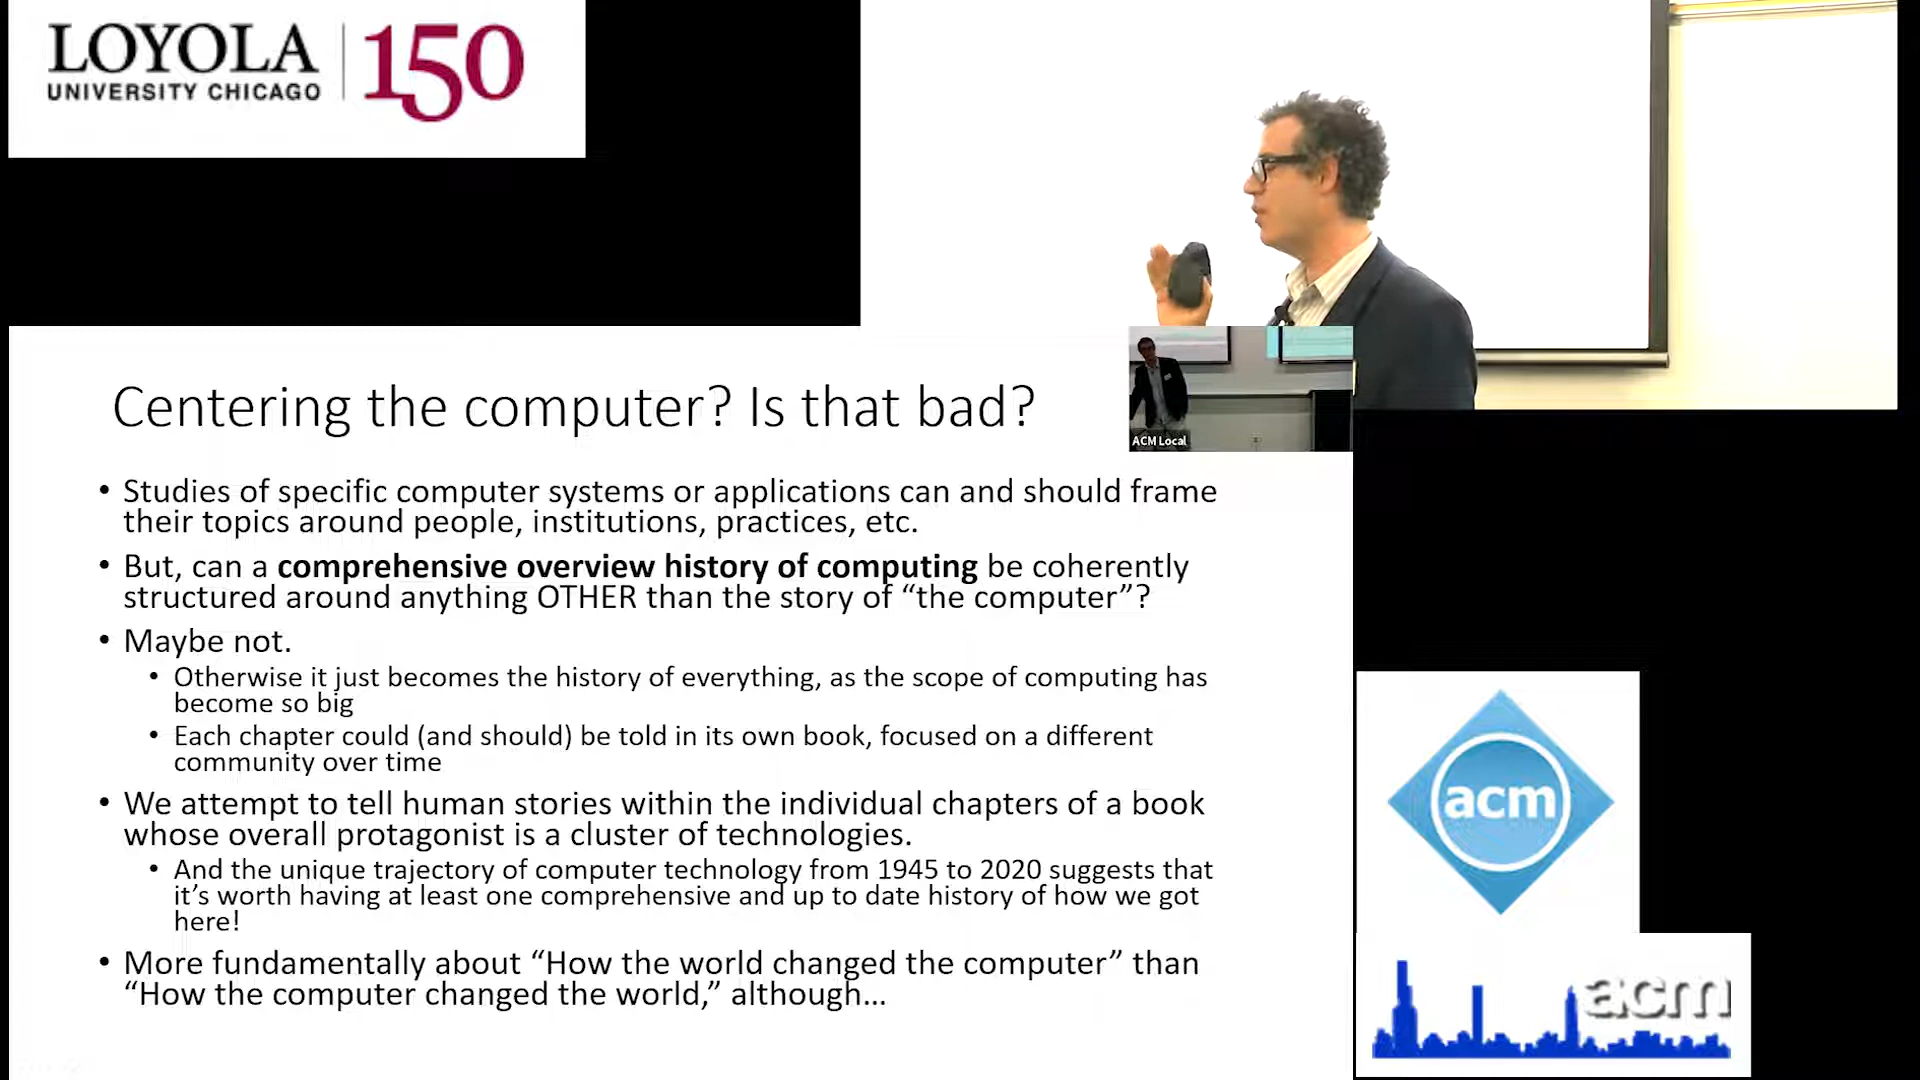 LOYOLA
UNIVERSITY CHICAGO
150
ACM Local
Centering the computer? Is that bad?
• Studies of specific computer systems or applications can and should frame
their topics around people, institutions, practices, etc.
• But, can a comprehensive overview history of computing be coherently
structured around anything OTHER than the story of “the computer”?
• Maybe not.
• Otherwise it just becomes the history of everything, as the scope of computing has
become so big
• Each chapter could (and should) be told in its own book, focused on a different
community over time
• We attempt to tell human stories within the individual chapters of a book
whose overall protagonist is a cluster of technologies.
• And the unique trajectory of computer technology from 1945 to 2020 suggests that
it’s worth having at least one comprehensive and up to date history of how we got
here!
• More fundamentally about “How the world changed the computer” than
“How the computer changed the world,” although…
acm
acm